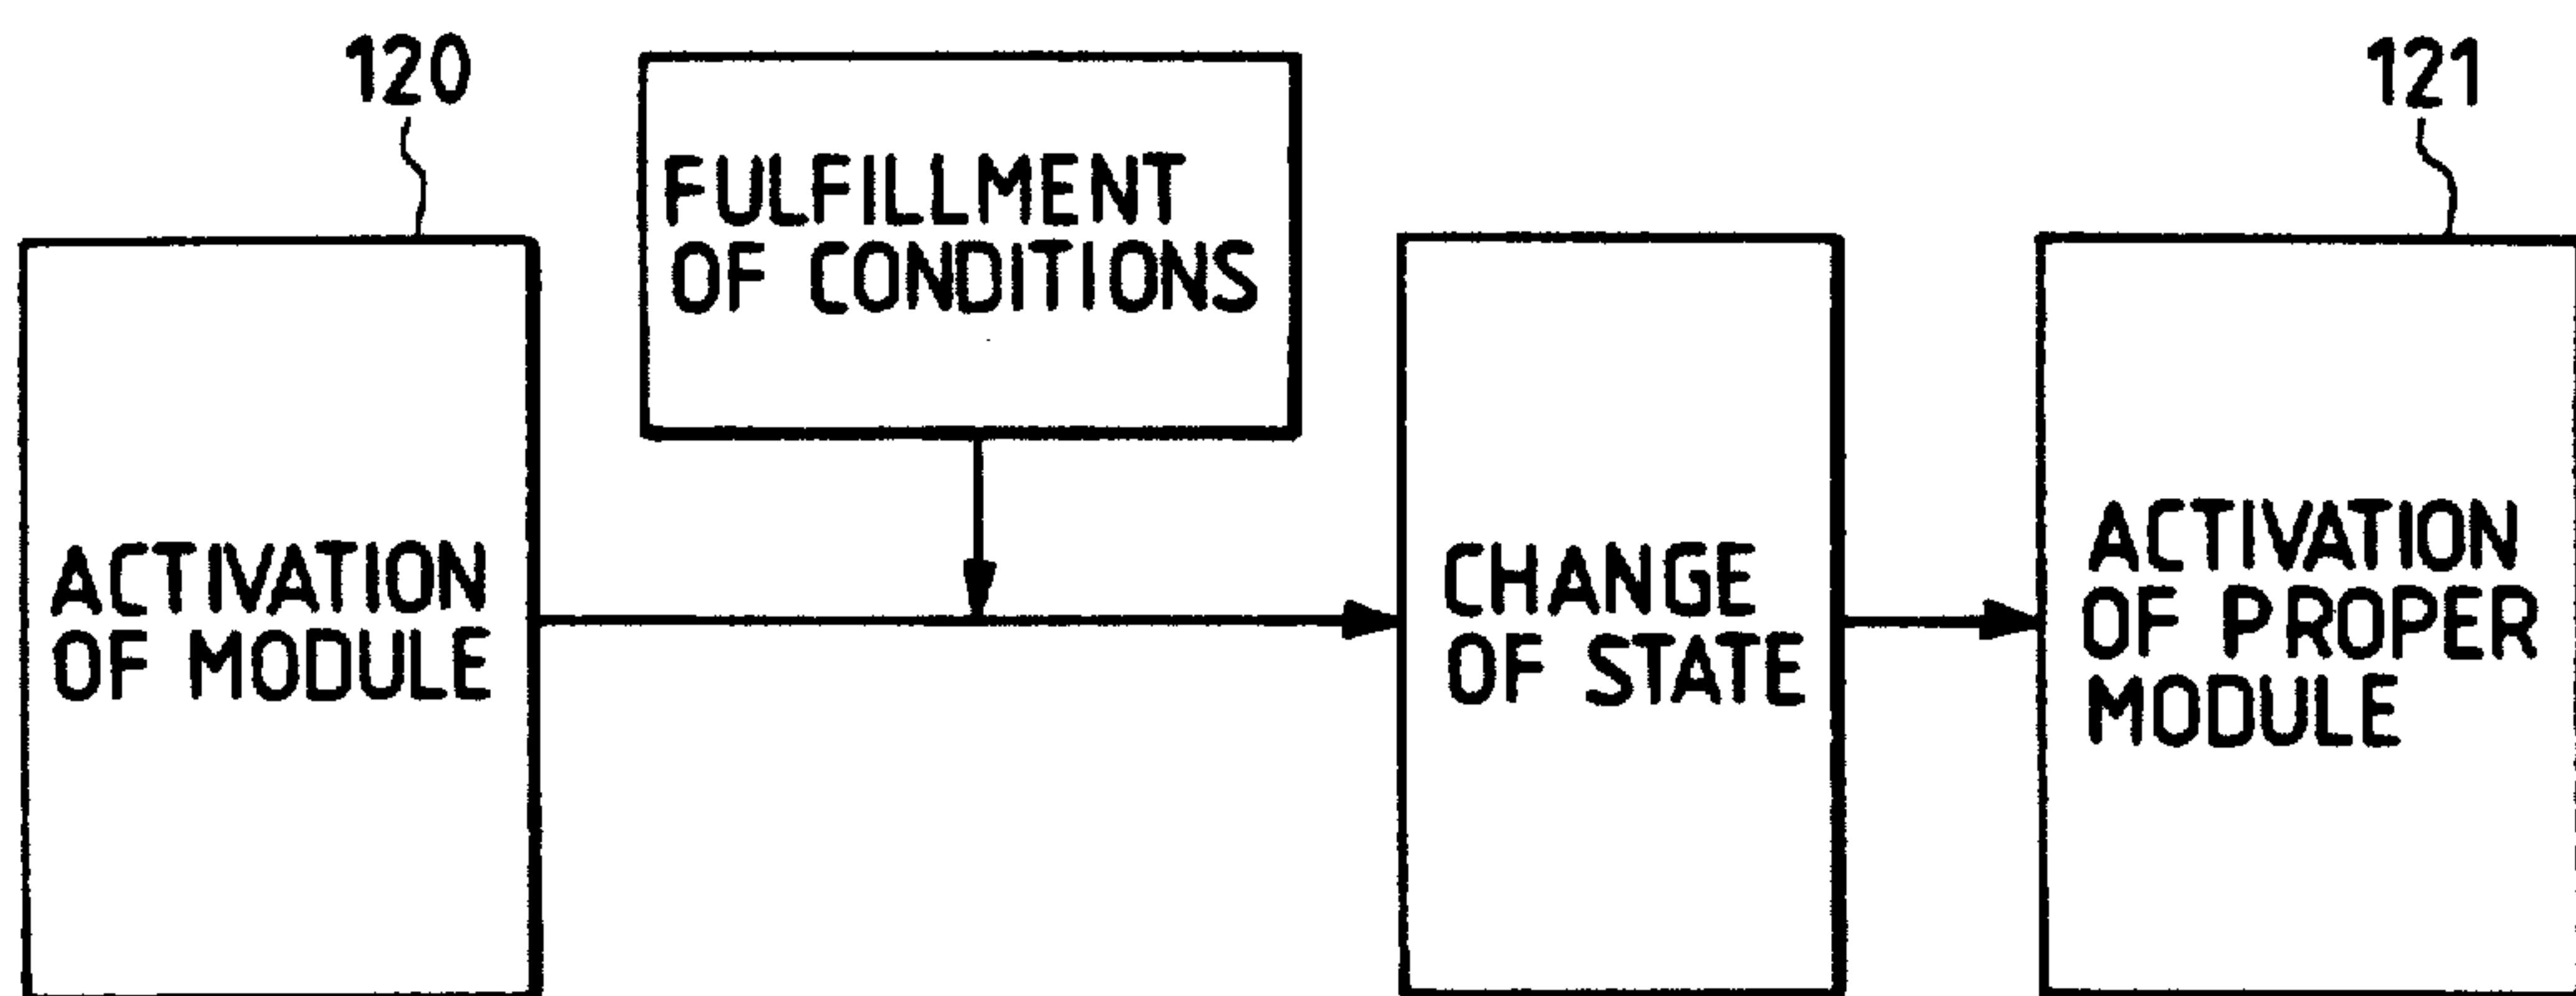 120
FULFILLMENT
OF CONDITIONS
121
ACTIVATION
OF MODULE
CHANGE
OF STATE
ACTIVATION
OF PROPER
MODULE